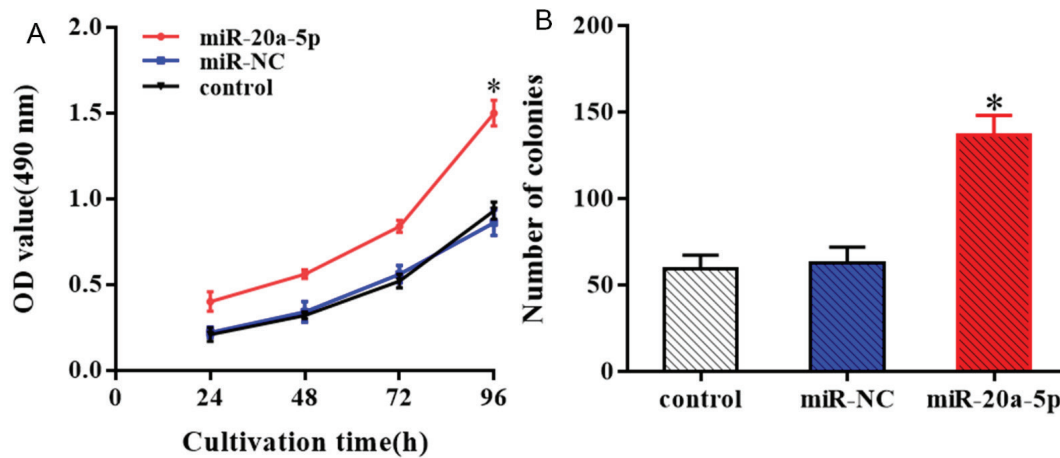 A
OD value(490 nm)
2.0
1.5
1.0
0.5
0.0
miR-20a-5p
miR-NC
control
*
0 24 48 72 96
Cultivation time(h)
B
Number of colonies
200
150
100
50
0
*
control miR-NC miR-20a-5p